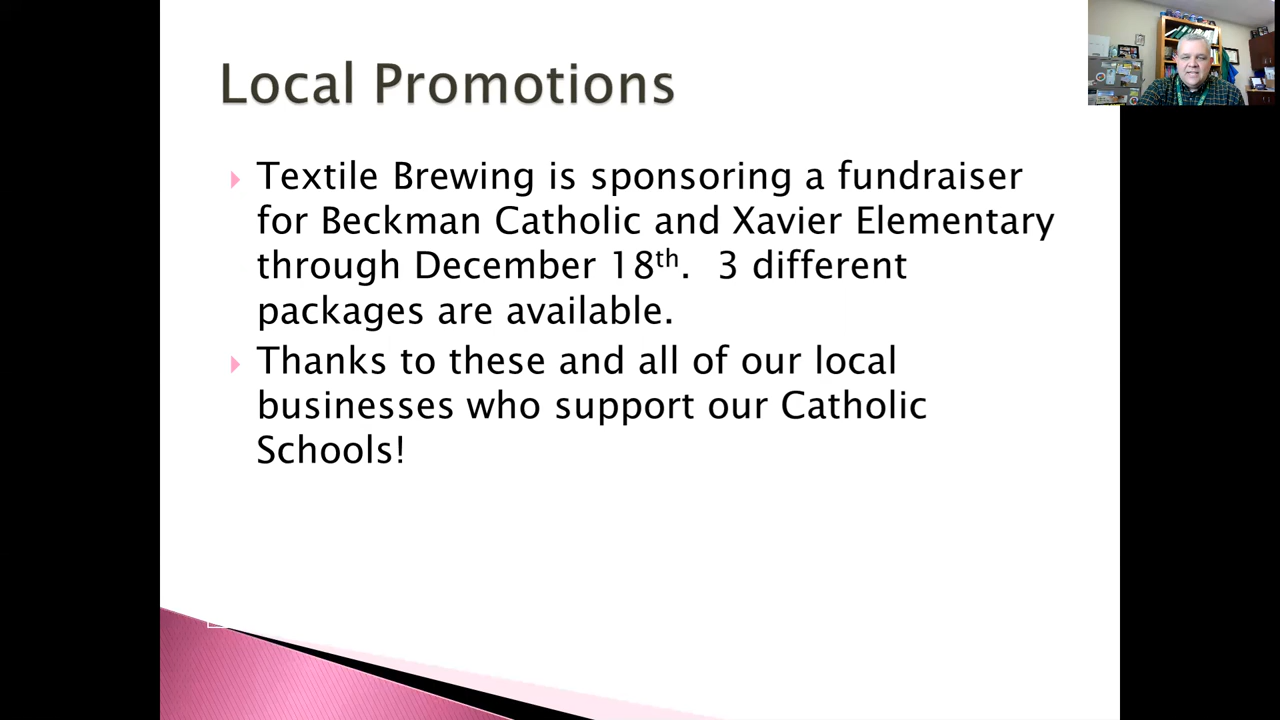 Local Promotions
Textile Brewing is sponsoring a fundraiser
for Beckman Catholic and Xavier Elementary
through December 18th.  3 different
packages are available.
Thanks to these and all of our local
businesses who support our Catholic
Schools!